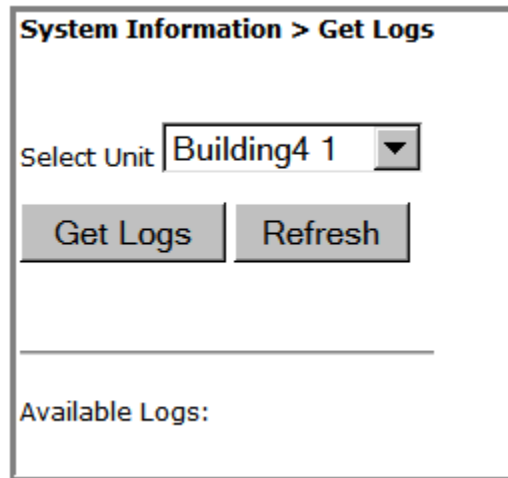 System Information > Get Logs
Select Unit Building4 1
Get Logs Refresh
Available Logs: